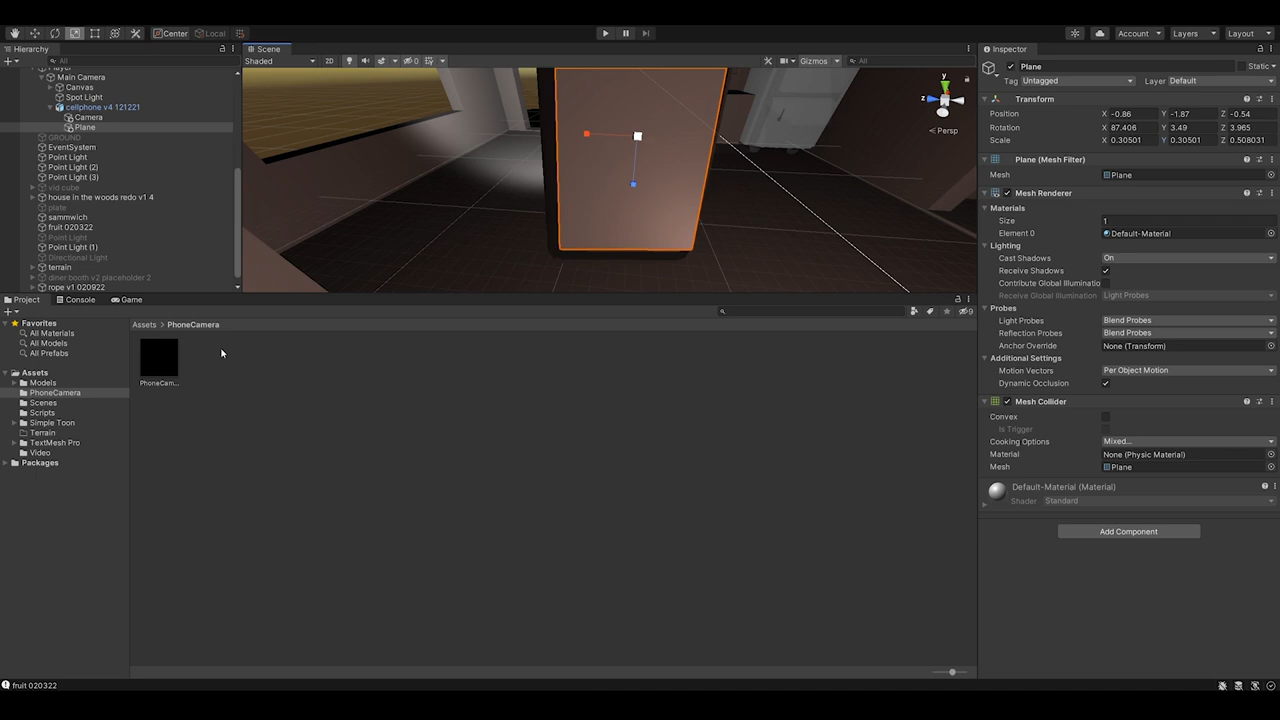 Center
Local
Account
Layers
Layout
Hierarchy
All
Player
Main Camera
Canvas
Spot Light
cellphone v4 121221
Camera
Plane
GROUND
EventSystem
Point Light
Point Light (2)
Point Light (3)
vid cube
house in the woods redo v1 4
plate
sammwich
fruit 020322
Point Light
Point Light (1)
Directional Light
terrain
diner booth v2 placeholder 2
rope v1 020922
Scene
Shaded
2D
0
Gizmos
All
y
z
Persp
Inspector
Plane
Static
Tag
Untagged
Layer
Default
Transform
Position
X -0.86
Y -1.87
Z -0.54
Rotation
X 87.406
Y 3.49
Z 3.965
Scale
X 0.30501
Y 0.30501
Z 0.508031
Plane (Mesh Filter)
Mesh
Plane
Mesh Renderer
Materials
Size
1
Element 0
Default-Material
Lighting
Cast Shadows
On
Receive Shadows
Contribute Global Illuminatio
Receive Global Illumination
Light Probes
Probes
Light Probes
Blend Probes
Reflection Probes
Blend Probes
Anchor Override
None (Transform)
Additional Settings
Motion Vectors
Per Object Motion
Dynamic Occlusion
Mesh Collider
Convex
Is Trigger
Cooking Options
Mixed...
Material
None (Physic Material)
Mesh
Plane
Default-Material (Material)
Shader
Standard
Add Component
Project
Console
Game
9
Favorites
All Materials
All Models
All Prefabs
Assets
Models
PhoneCamera
Scenes
Scripts
Simple Toon
Terrain
TextMesh Pro
Video
Packages
Assets > PhoneCamera
PhoneCam...
fruit 020322